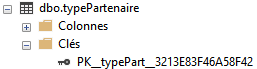 dbo.typePartenaire
Colonnes
Clés
PK__typePart__3213E83F46A58F42